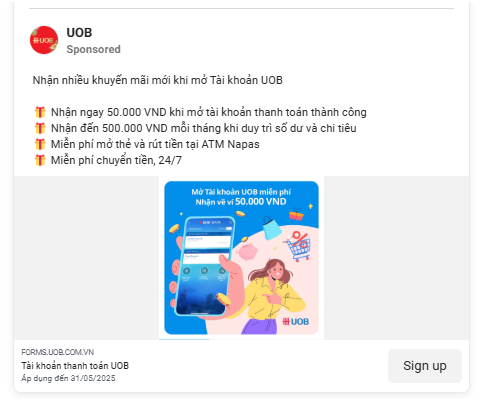 UOB
Sponsored
Nhận nhiều khuyến mãi mới khi mở Tài khoản UOB
🎁 Nhận ngay 50.000 VND khi mở tài khoản thanh toán thành công
🎁 Nhận đến 500.000 VND mỗi tháng khi duy trì số dư và chi tiêu
🎁 Miễn phí mở thẻ và rút tiền tại ATM Napas
🎁 Miễn phí chuyển tiền, 24/7
Mở Tài khoản UOB miễn phí
Nhận về ví 50.000 VND
UOB
FORMS.UOB.COM.VN
Tài khoản thanh toán UOB
Áp dụng đến 31/05/2025
Sign up